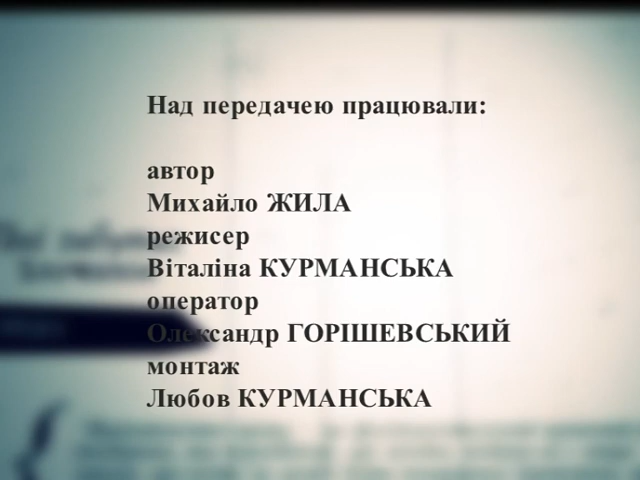 Над передачею працювали:
автор
Михайло ЖИЛА
режисер
Віталіна КУРМАНСЬКА
оператор
Олександр ГОРІШЕВСЬКИЙ
монтаж
Любов КУРМАНСЬКА